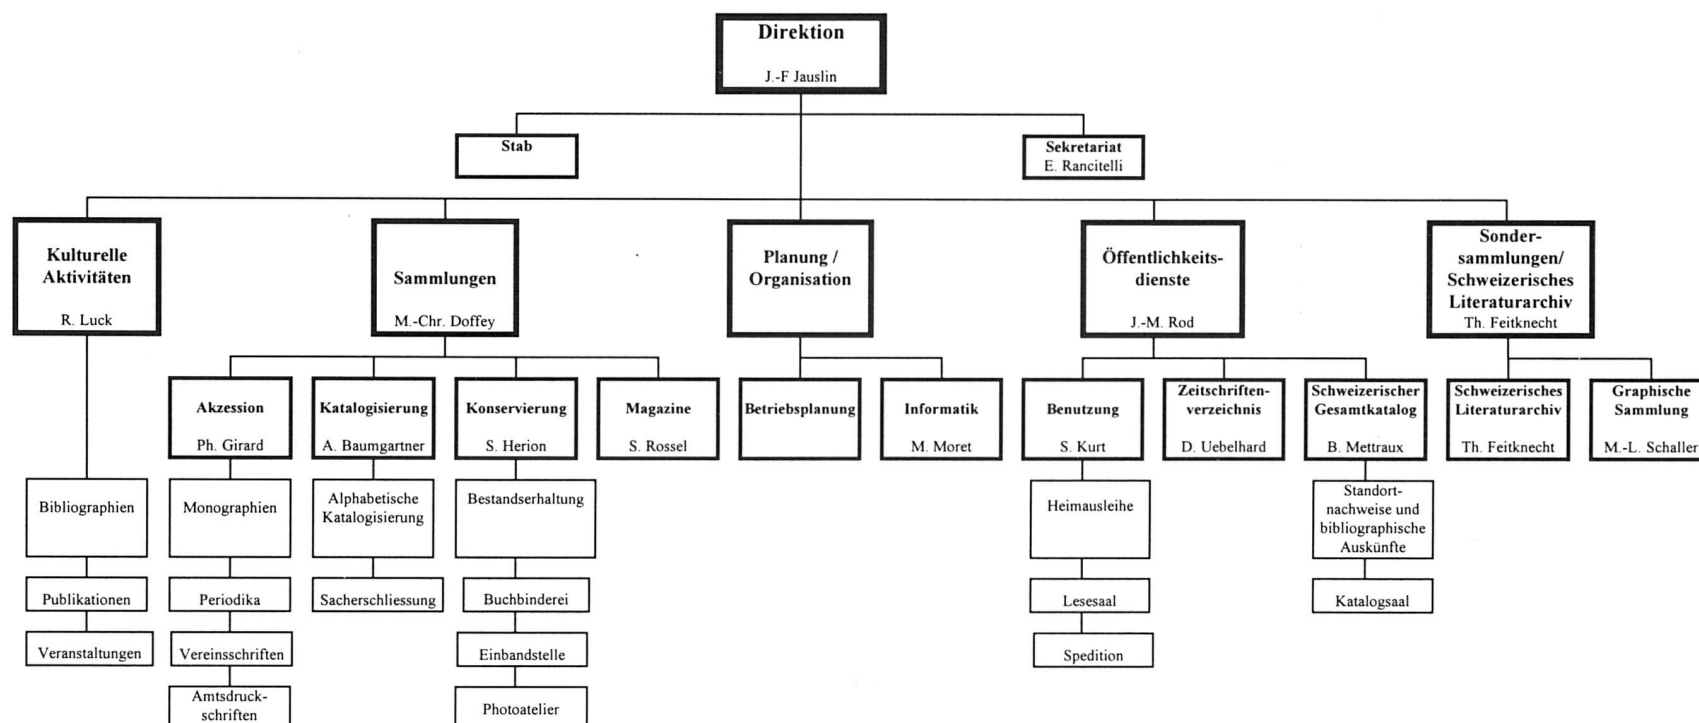 Direktion
J.-F Jauslin
Stab
Sekretariat
E. Rancitelli
Kulturelle
Aktivitäten
R. Luck
Sammlungen
M.-Chr. Doffey
Planung /
Organisation
Öffentlichkeits-
dienste
J.-M. Rod
Sonder-
sammlungen/
Schweizerisches
Literaturarchiv
Th. Feitknecht
Akzession
Ph. Girard
Katalogisierung
A. Baumgartner
Konservierung
S. Herion
Magazine
S. Rossel
Betriebsplanung
Informatik
M. Moret
Benutzung
S. Kurt
Zeitschriften-
verzeichnis
D. Uebelhard
Schweizerischer
Gesamtkatalog
B. Mettraux
Schweizerisches
Literaturarchiv
Th. Feitknecht
Graphische
Sammlung
M.-L. Schaller
Bibliographien
Monographien
Alphabetische
Katalogisierung
Bestandserhaltung
Heimausleihe
Standort-
nachweise und
bibliographische
Auskünfte
Publikationen
Periodika
Sacherschliessung
Buchbinderei
Lesesaal
Katalogsaal
Veranstaltungen
Vereinsschriften
Einbandstelle
Spedition
Amtsdruck-
schriften
Photoatelier